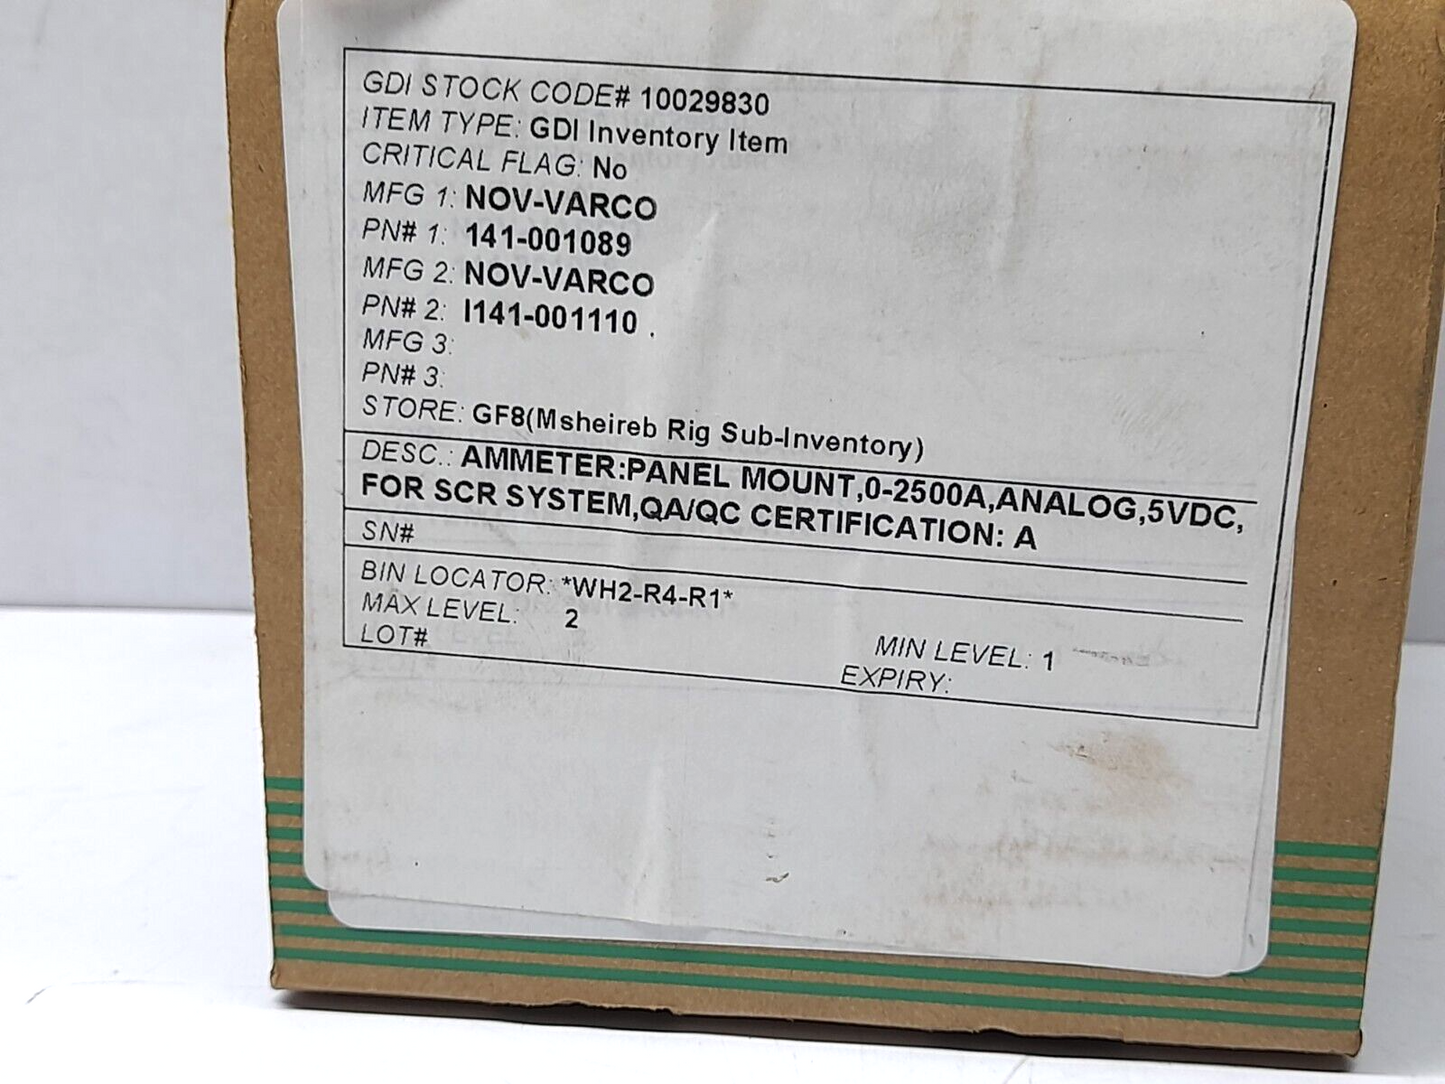 GDI STOCK CODE# 10029830
ITEM TYPE: GDI Inventory Item
CRITICAL FLAG: No
MFG 1: NOV-VARCO
PN# 1: 141-001089
MFG 2: NOV-VARCO
PN# 2: I141-001110 .
MFG 3:
PN# 3:
STORE: GF8(Msheireb Rig Sub-Inventory)
DESC.: AMMETER:PANEL MOUNT,0-2500A,ANALOG,5VDC,
FOR SCR SYSTEM,QA/QC CERTIFICATION: A
SN#
BIN LOCATOR: *WH2-R4-R1*
MAX LEVEL: 2 MIN LEVEL: 1
LOT# EXPIRY: